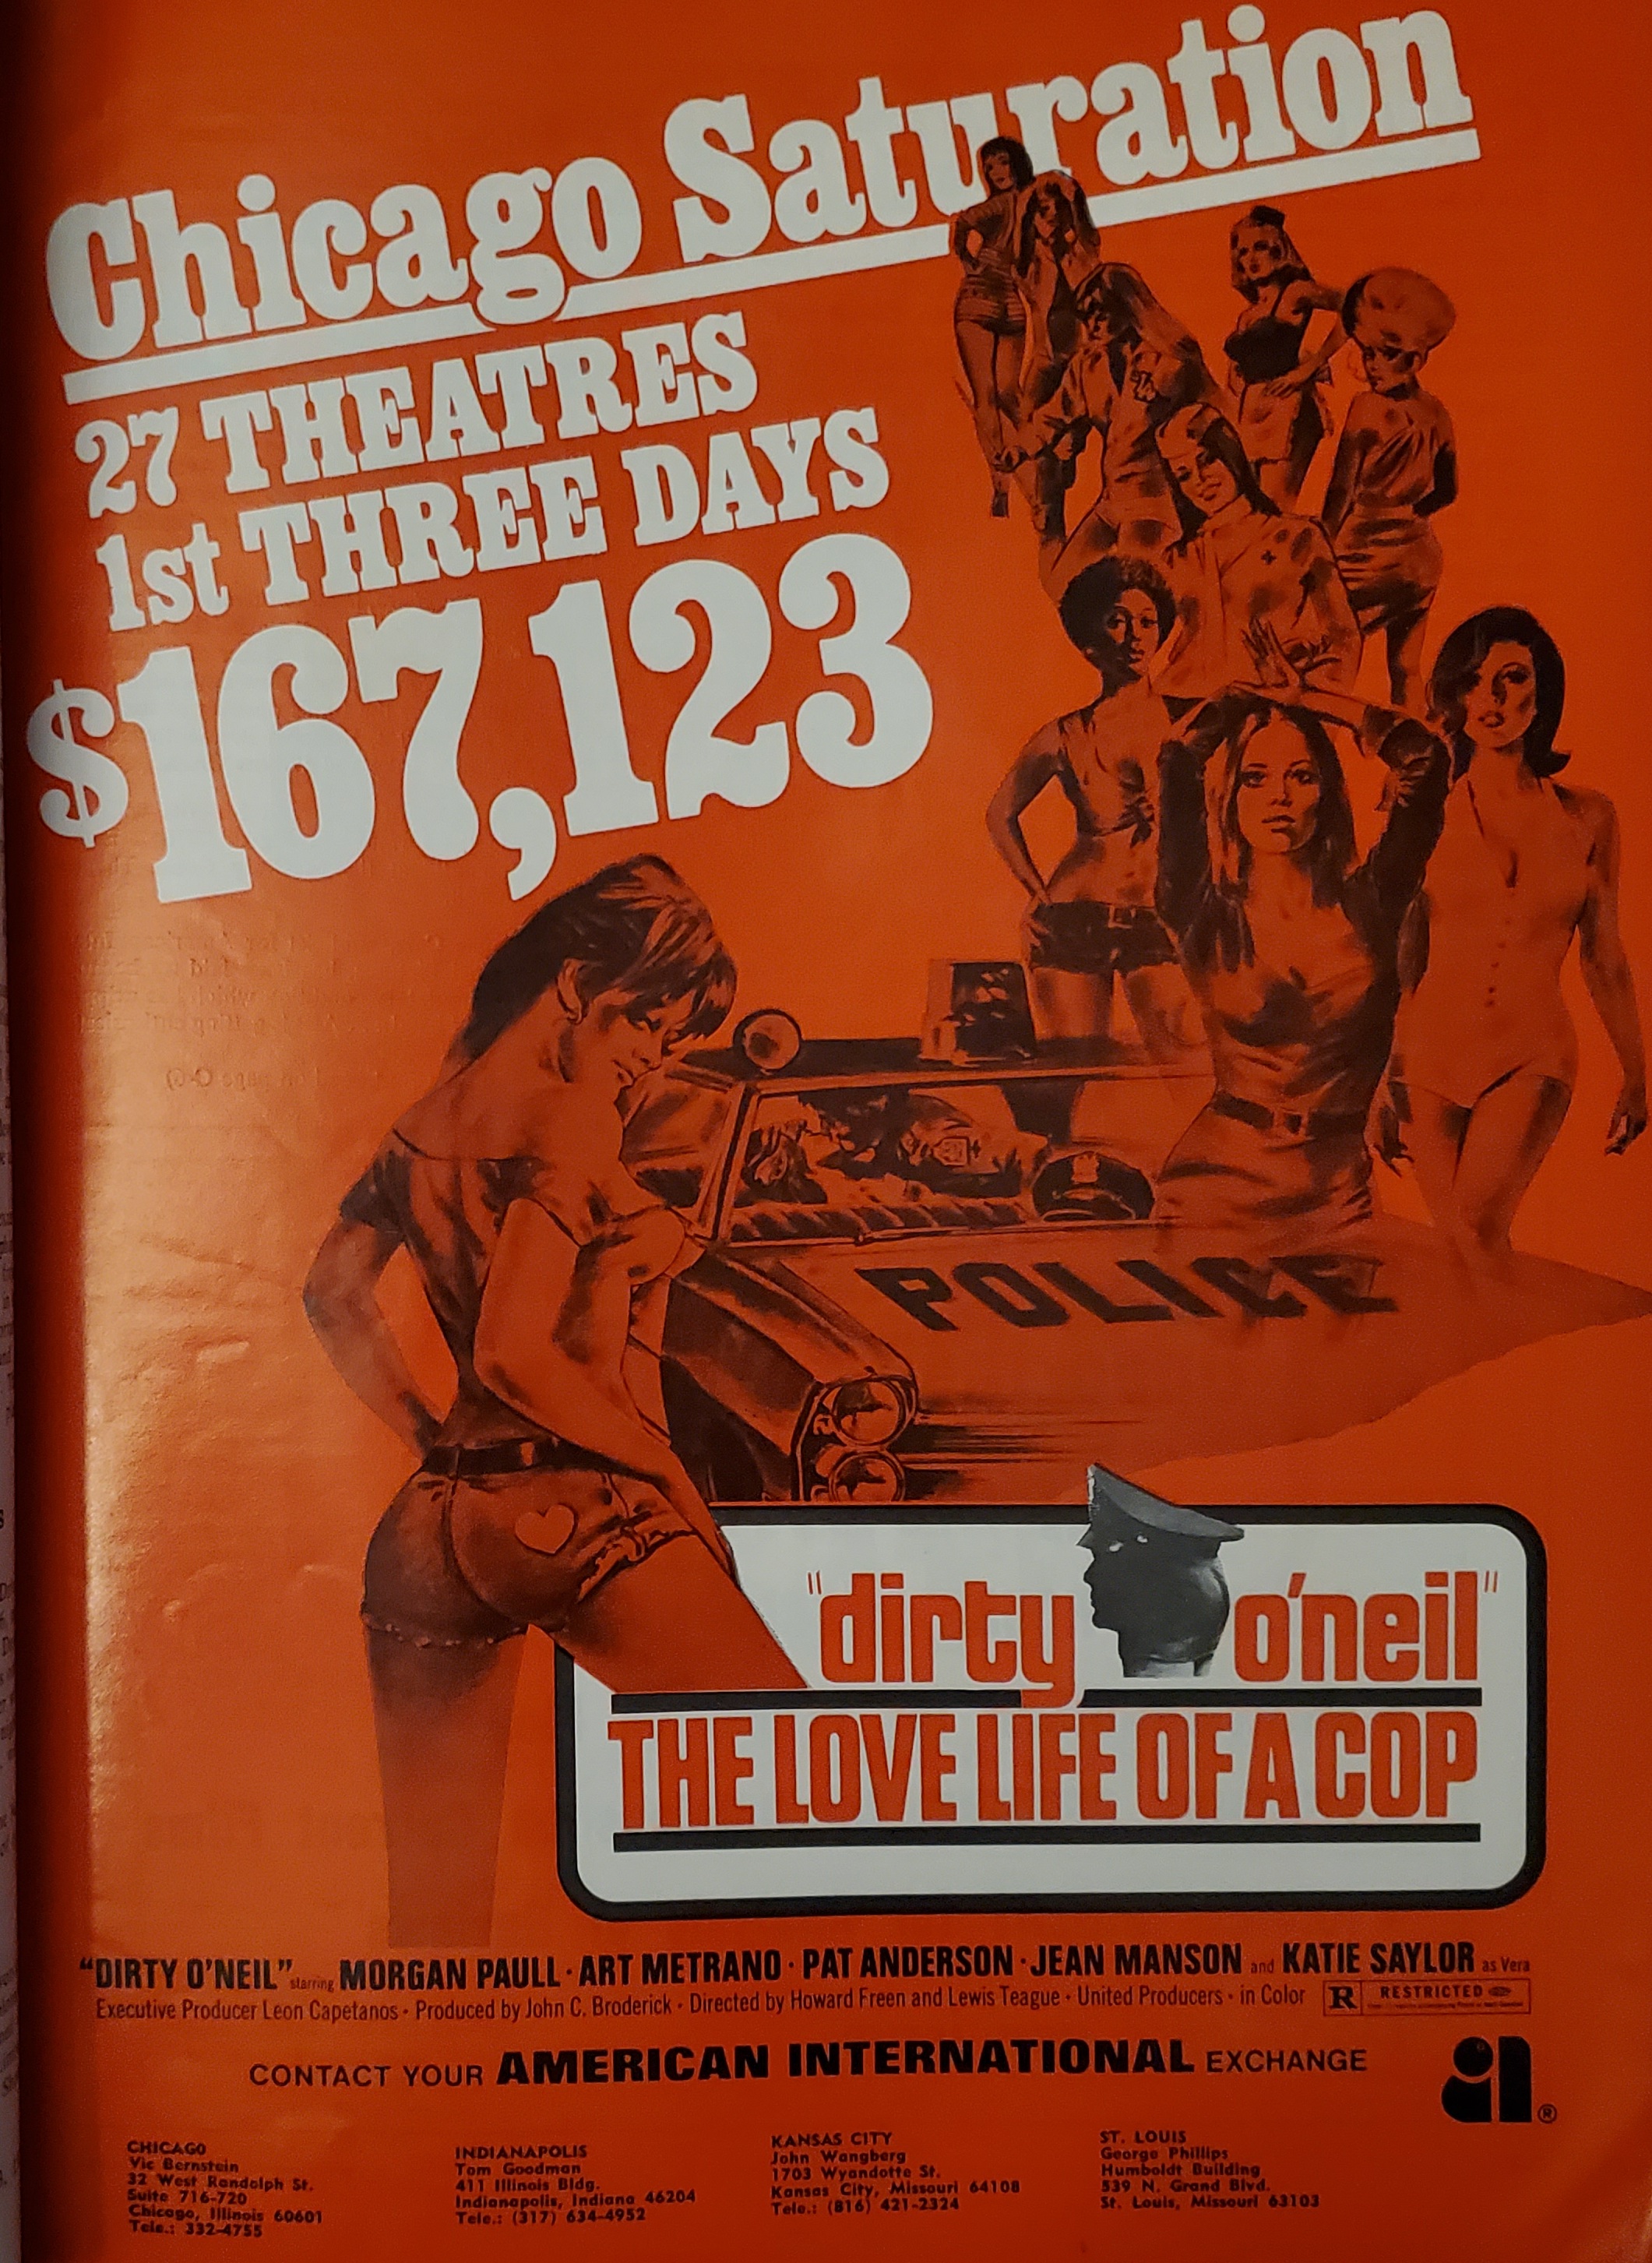 Chicago Saturation
27 THEATRES
1st THREE DAYS
$167,123
POLICE
"dirty o'neil"
THE LOVE LIFE OF A COP
"DIRTY O'NEIL" starring MORGAN PAULL · ART METRANO · PAT ANDERSON · JEAN MANSON and KATIE SAYLOR as Vera
Executive Producer Leon Capetanos · Produced by John C. Broderick · Directed by Howard Freen and Lewis Teague · United Producers · in Color R RESTRICTED
CONTACT YOUR AMERICAN INTERNATIONAL EXCHANGE
ai ®
CHICAGO
Vic Bernstein
32 West Randolph St.
Suite 716-720
Chicago, Illinois 60601
Tele.: 332-4755
INDIANAPOLIS
Tom Goodman
411 Illinois Bldg.
Indianapolis, Indiana 46204
Tele.: (317) 634-4952
KANSAS CITY
John Wangberg
1703 Wyandotte St.
Kansas City, Missouri 64108
Tele.: (816) 421-2324
ST. LOUIS
George Phillips
Humboldt Building
539 N. Grand Blvd.
St. Louis, Missouri 63103